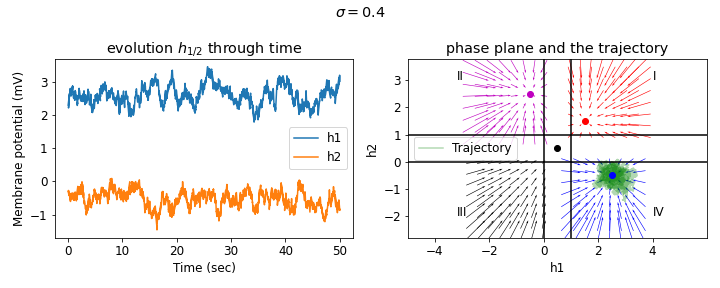 σ = 0.4
evolution h1/2 through time
Membrane potential (mV)
3
2
1
0
−1
h1
h2
0
10
20
30
40
50
Time (sec)
phase plane and the trajectory
h2
3
2
1
0
−1
−2
II
I
Trajectory
III
IV
−4
−2
0
2
4
h1